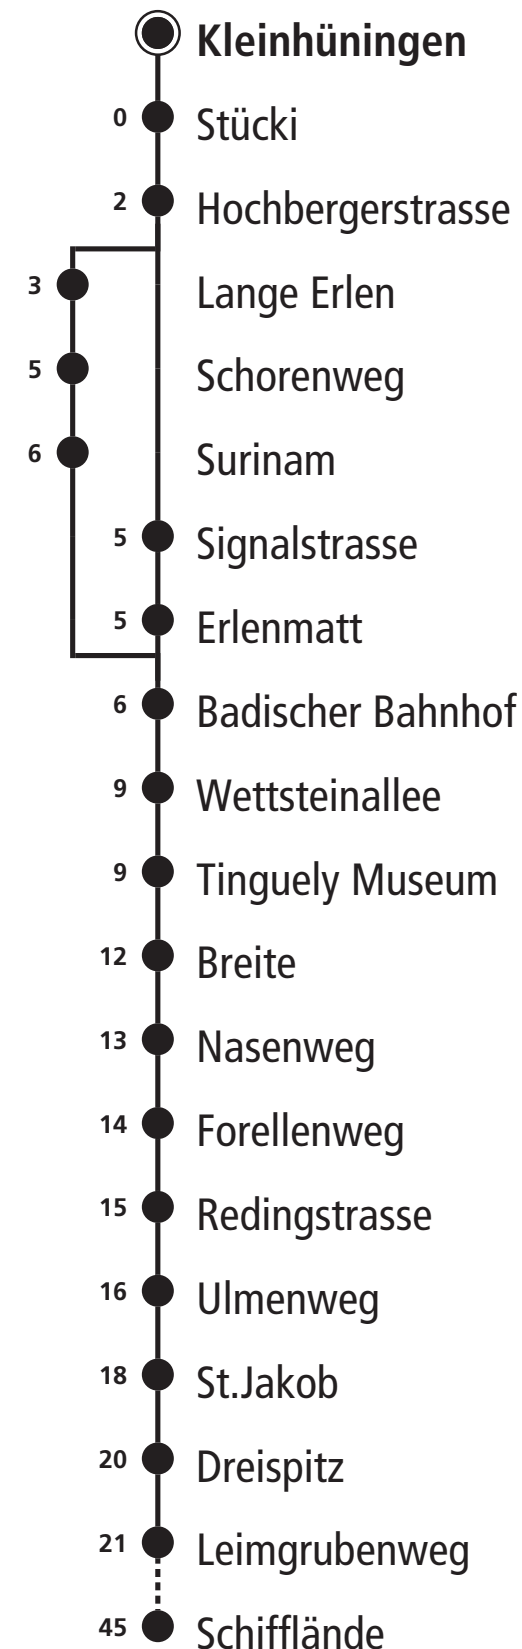 Kleinhüningen
0 Stücki
2 Hochbergerstrasse
3 Lange Erlen
5 Schorenweg
6 Surinam
5 Signalstrasse
5 Erlenmatt
6 Badischer Bahnhof
9 Wettsteinallee
9 Tinguely Museum
12 Breite
13 Nasenweg
14 Forellenweg
15 Redingstrasse
16 Ulmenweg
18 St.Jakob
20 Dreispitz
21 Leimgrubenweg
45 Schifflände